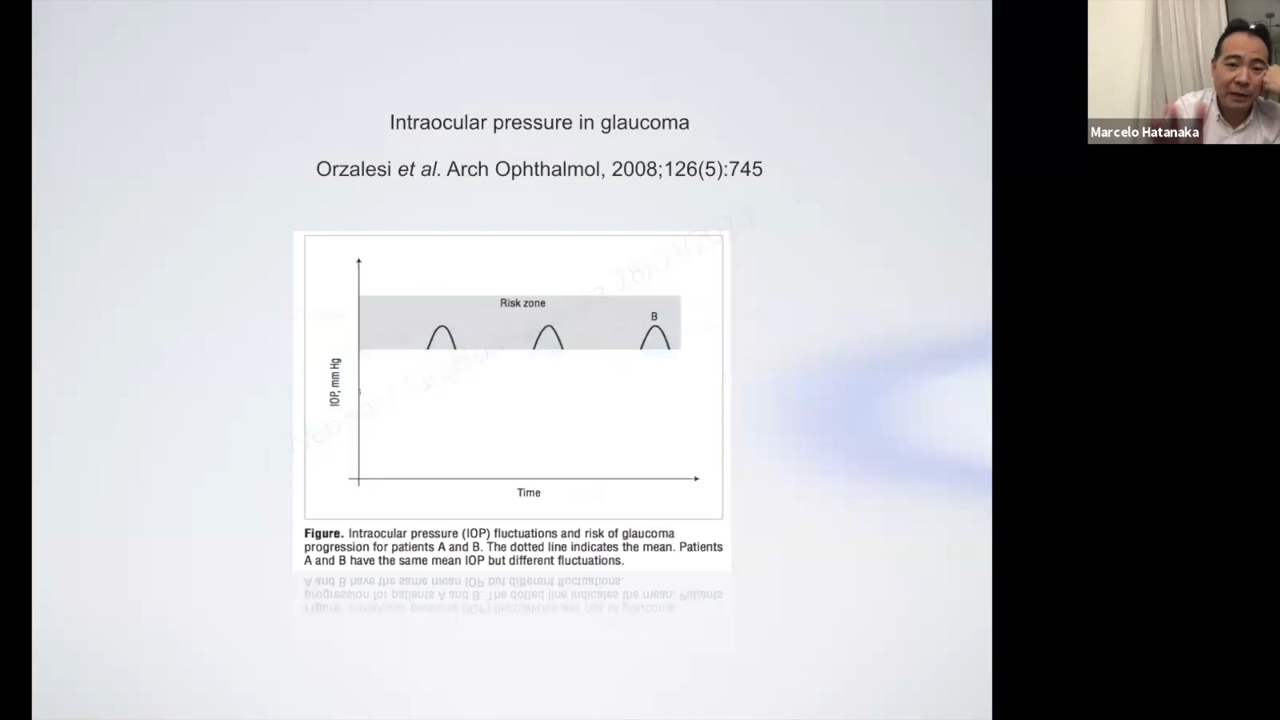 Intraocular pressure in glaucoma
Orzalesi et al. Arch Ophthalmol, 2008;126(5):745
Marcelo Hatanaka
Risk zone
B
IOP, mm Hg
Time
Figure. Intraocular pressure (IOP) fluctuations and risk of glaucoma
progression for patients A and B. The dotted line indicates the mean. Patients
A and B have the same mean IOP but different fluctuations.